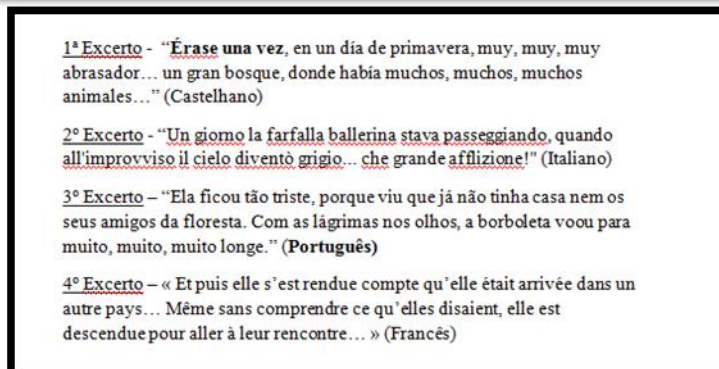 1ª Excerto - “Érase una vez, en un día de primavera, muy, muy, muy
abrasador… un gran bosque, donde había muchos, muchos, muchos
animales…” (Castelhano)
2º Excerto - “Un giorno la farfalla ballerina stava passeggiando, quando
all'improvviso il cielo diventò grigio... che grande afflizione!" (Italiano)
3º Excerto – “Ela ficou tão triste, porque viu que já não tinha casa nem os
seus amigos da floresta. Com as lágrimas nos olhos, a borboleta voou para
muito, muito, muito longe.” (Português)
4º Excerto – « Et puis elle s’est rendue compte qu’elle était arrivée dans un
autre pays… Même sans comprendre ce qu’elles disaient, elle est
descendue pour aller à leur rencontre… » (Francês)